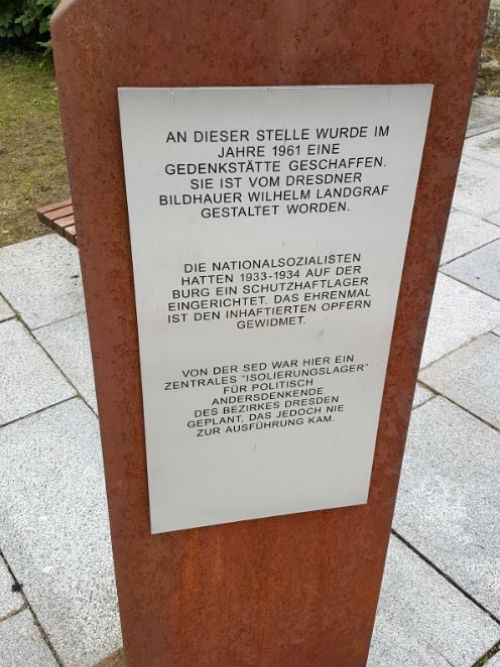 AN DIESER STELLE WURDE IM
JAHRE 1961 EINE
GEDENKSTÄTTE GESCHAFFEN.
SIE IST VOM DRESDNER
BILDHAUER WILHELM LANDGRAF
GESTALTET WORDEN.
DIE NATIONALSOZIALISTEN
HATTEN 1933-1934 AUF DER
BURG EIN SCHUTZHAFTLAGER
EINGERICHTET. DAS EHRENMAL
IST DEN INHAFTIERTEN OPFERN
GEWIDMET.
VON DER SED WAR HIER EIN
ZENTRALES "ISOLIERUNGSLAGER"
FÜR POLITISCH
ANDERSDENKENDE
DES BEZIRKES DRESDEN
GEPLANT, DAS JEDOCH NIE
ZUR AUSFÜHRUNG KAM.